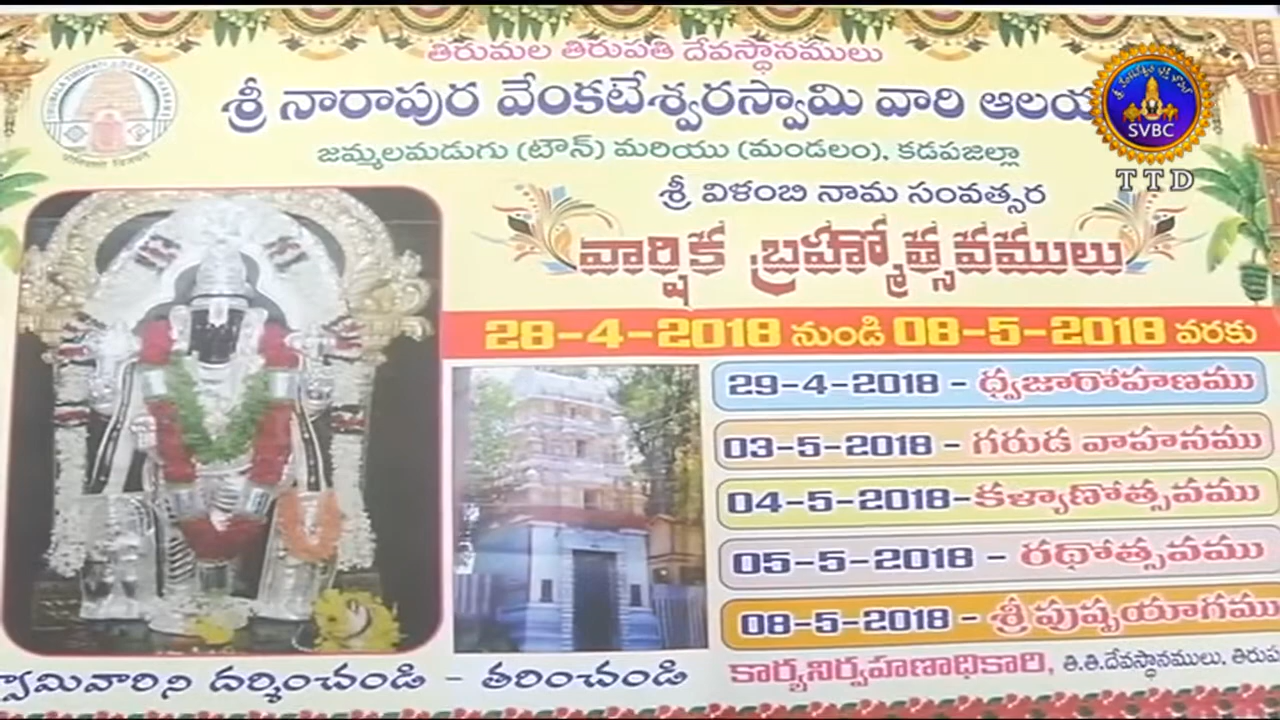 తిరుమల తిరుపతి దేవస్థానములు
శ్రీ నారాపుర వేంకటేశ్వరస్వామి వారి ఆలయ
జమ్మలమడుగు (టౌన్) మరియు (మండలం), కడపజిల్లా
SVBC
TTD
శ్రీ విళంబి నామ సంవత్సర
వార్షిక బ్రహ్మోత్సవములు
28-4-2018 నుండి 08-5-2018 వరకు
29-4-2018 - ధ్వజారోహణము
03-5-2018 - గరుడ వాహనము
04-5-2018-కళ్యాణోత్సవము
05-5-2018 - రథోత్సవము
08-5-2018 - శ్రీ పుష్పయాగము
స్వామివారిని దర్శించండి - తరించండి
కార్యనిర్వహణాధికారి, తి.తి.దేవస్థానములు. తిరుప